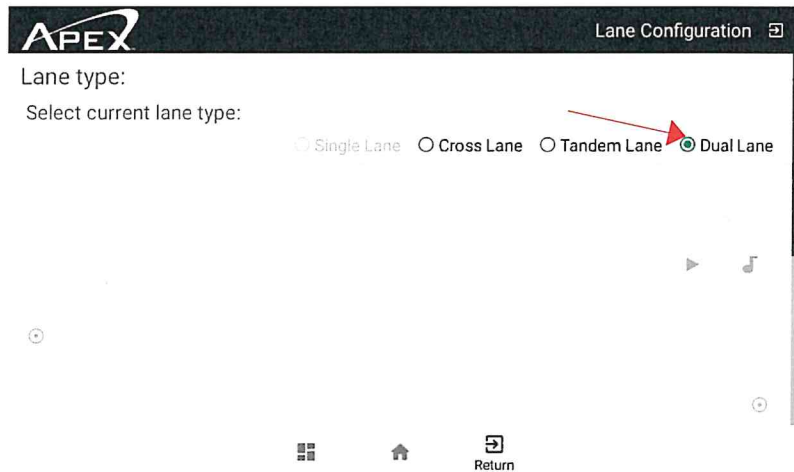 APEX
Lane Configuration
Lane type:
Select current lane type:
Single Lane Cross Lane Tandem Lane Dual Lane
Return